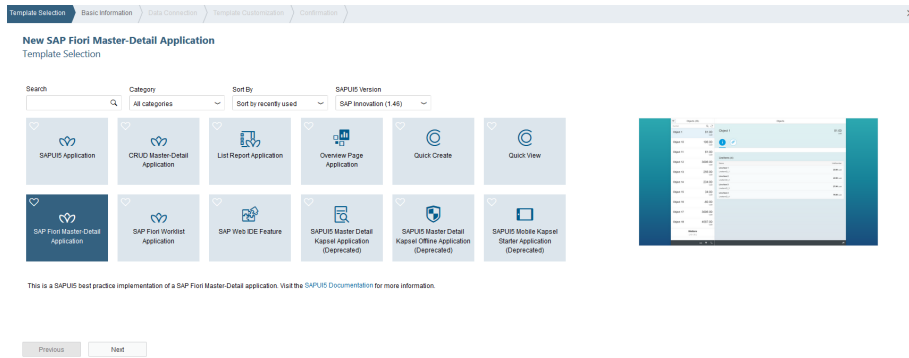 Template Selection
Basic Information
Data Connection
Template Customization
Confirmation
New SAP Fiori Master-Detail Application
Template Selection
Search
Category
Sort By
SAPUI5 Version
All categories
Sort by recently used
SAP Innovation (1.46)
SAPUI5 Application
CRUD Master-Detail
Application
List Report Application
Overview Page
Application
Quick Create
Quick View
SAP Fiori Master-Detail
Application
SAP Fiori Worklist
Application
SAP Web IDE Feature
SAPUI5 Master Detail
Kapsel Application
(Deprecated)
SAPUI5 Master Detail
Kapsel Offline Application
(Deprecated)
SAPUI5 Mobile Kapsel
Starter Application
(Deprecated)
This is a SAPUI5 best practice implementation of a SAP Fiori Master-Detail application. Visit the SAPUI5 Documentation for more information.
Previous
Next